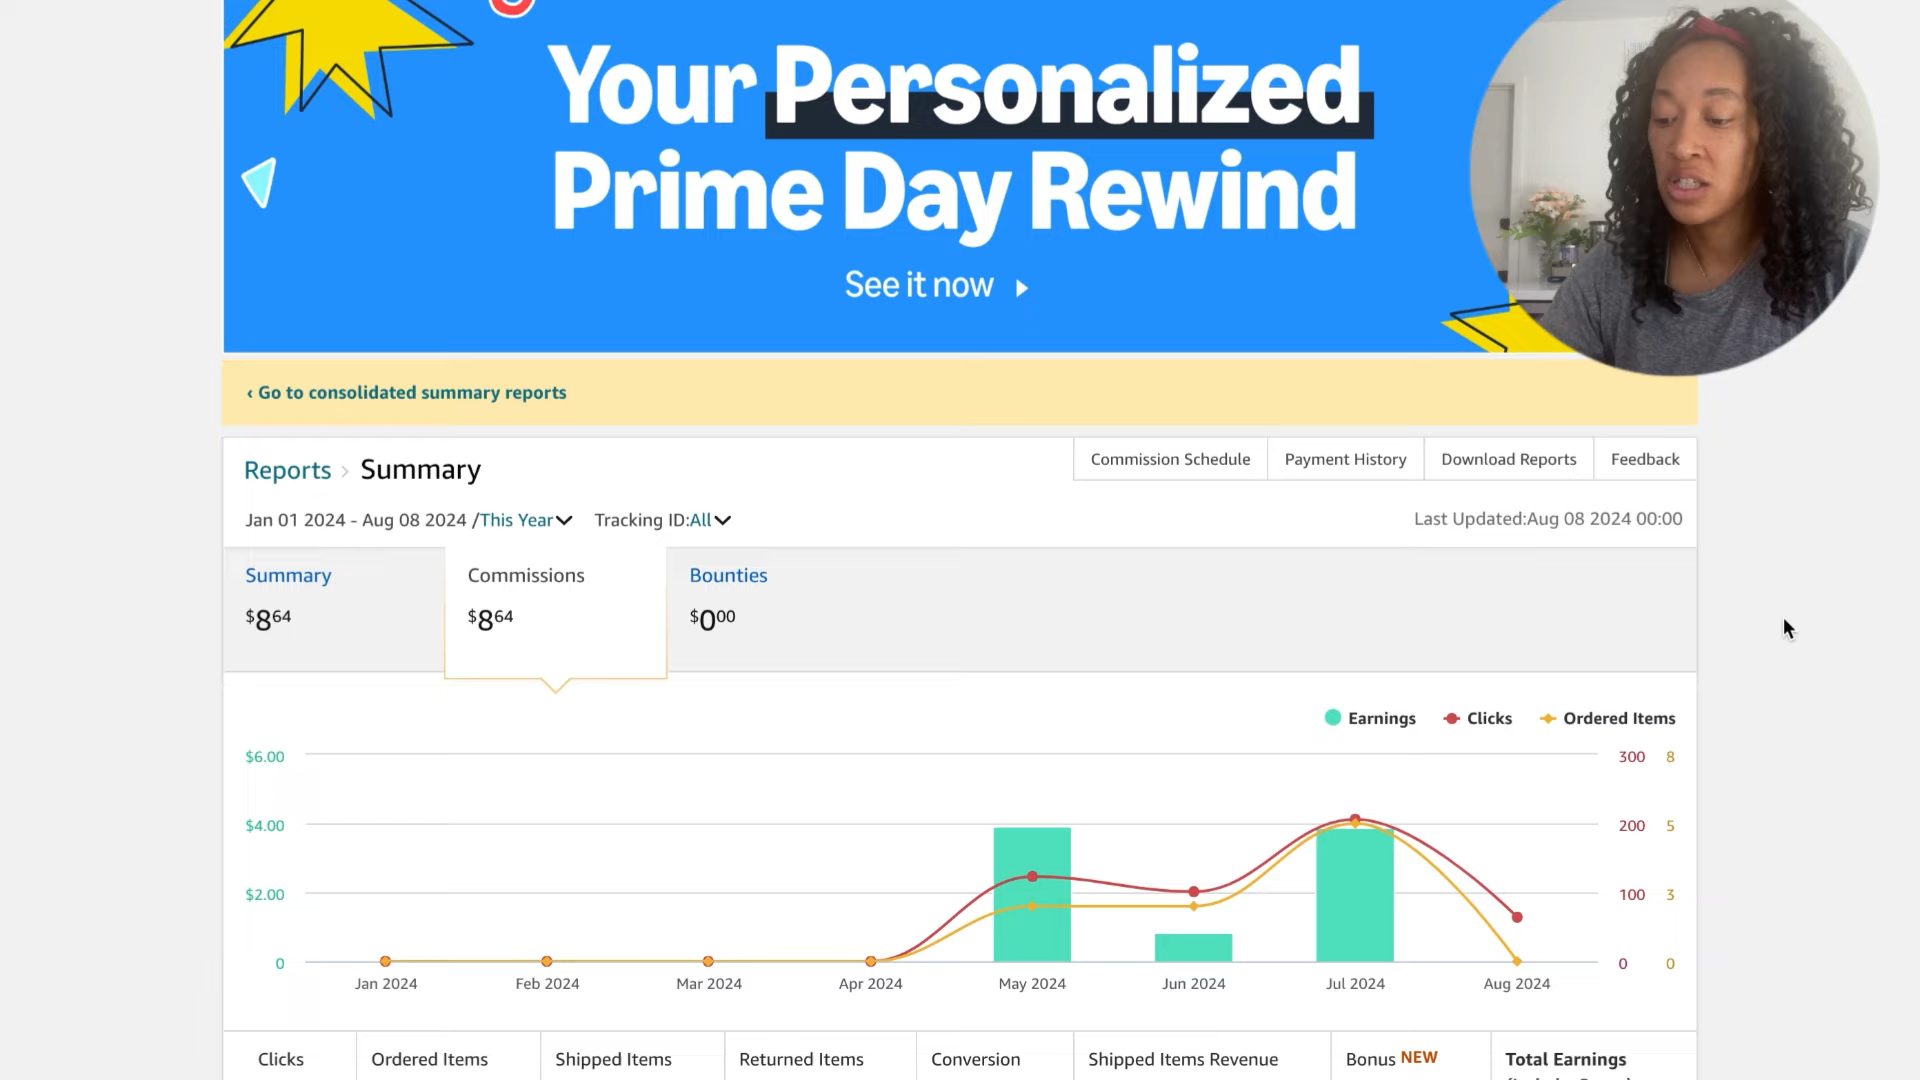 Your Personalized
Prime Day Rewind
See it now
‹ Go to consolidated summary reports
Reports › Summary
Commission Schedule
Payment History
Download Reports
Feedback
Jan 01 2024 - Aug 08 2024 /This Year
Tracking ID:All
Last Updated:Aug 08 2024 00:00
Summary
$864
Commissions
$864
Bounties
$000
Earnings
Clicks
Ordered Items
$6.00
300
8
$4.00
200
5
$2.00
100
3
0
0
0
Jan 2024
Feb 2024
Mar 2024
Apr 2024
May 2024
Jun 2024
Jul 2024
Aug 2024
Clicks
Ordered Items
Shipped Items
Returned Items
Conversion
Shipped Items Revenue
Bonus NEW
Total Earnings